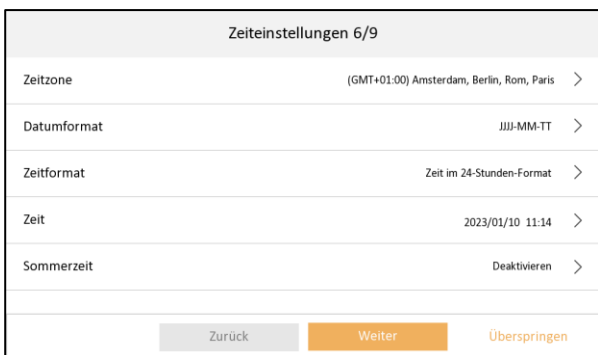 Zeiteinstellungen 6/9
Zeitzone (GMT+01:00) Amsterdam, Berlin, Rom, Paris
Datumformat JJJJ-MM-TT
Zeitformat Zeit im 24-Stunden-Format
Zeit 2023/01/10 11:14
Sommerzeit Deaktivieren
Zurück Weiter Überspringen